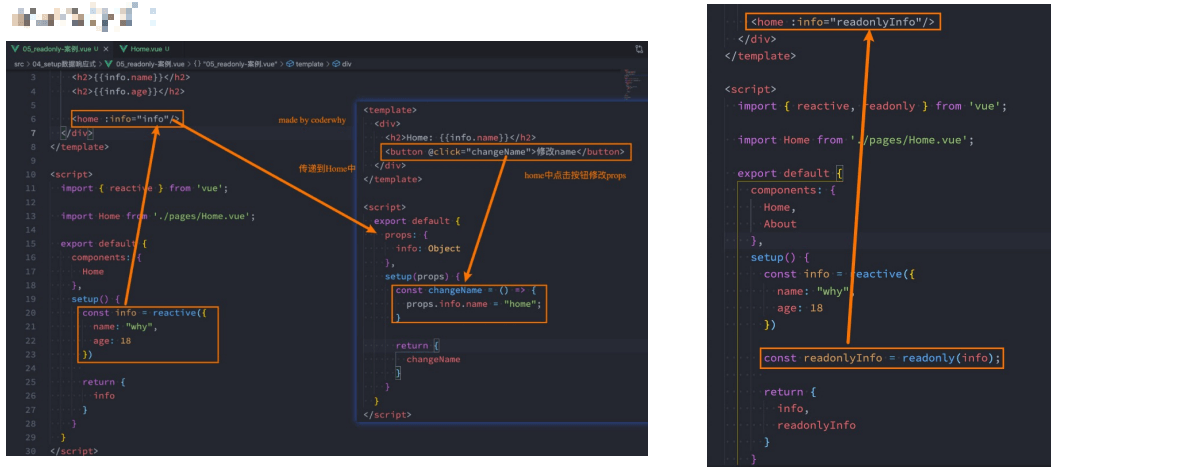 05_readonly-案例.vue U × Home.vue U
src > 04_setup数据响应式 > 05_readonly-案例.vue > {} "05_readonly-案例.vue" > template > div
3 <h2>{{info.name}}</h2>
4 <h2>{{info.age}}</h2>
5
6 <home :info="info"/>
7 </div>
8 </template>
9
10 <script>
11 import { reactive } from 'vue';
12
13 import Home from './pages/Home.vue';
14
15 export default {
16 components: {
17 Home
18 },
19 setup() {
20 const info = reactive({
21 name: "why",
22 age: 18
23 })
24
25 return {
26 info
27 }
28 }
29 }
30 </script>
made by coderwhy
传递到Home中
<template>
<div>
<h2>Home: {{info.name}}</h2>
<button @click="changeName">修改name</button>
</div>
</template>
home中点击按钮修改props
<script>
export default {
props: {
info: Object
},
setup(props) {
const changeName = () => {
props.info.name = "home";
}
return {
changeName
}
}
}
</script>
<home :info="readonlyInfo"/>
</div>
</template>
<script>
import { reactive, readonly } from 'vue';
import Home from './pages/Home.vue';
export default {
components: {
Home,
About
},
setup() {
const info = reactive({
name: "why",
age: 18
})
const readonlyInfo = readonly(info);
return {
info,
readonlyInfo
}
}